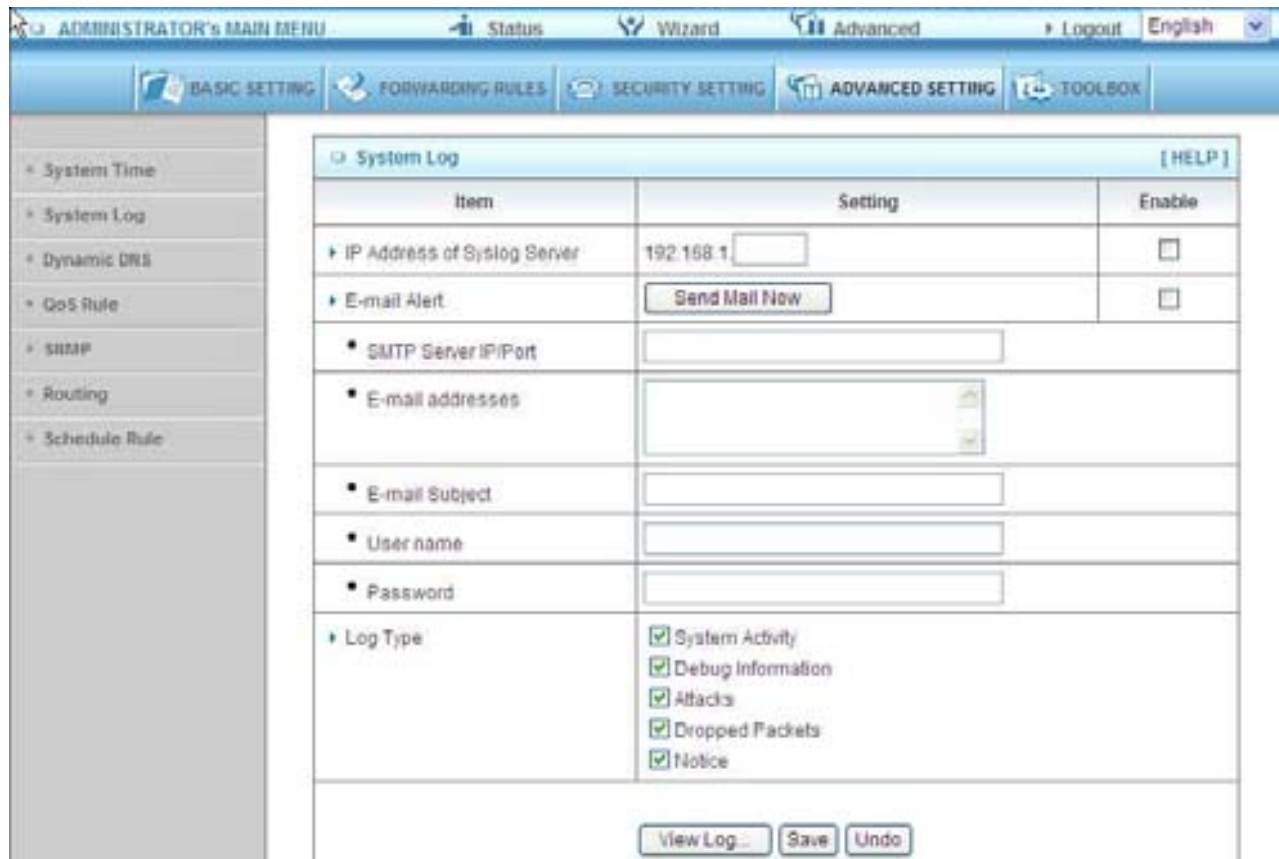 ADMINISTRATOR's MAIN MENU Status Wizard Advanced Logout English
BASIC SETTING FORWARDING RULES SECURITY SETTING ADVANCED SETTING TOOLBOX
System Time
System Log
Dynamic DNS
QoS Rule
SNMP
Routing
Schedule Rule
System Log [HELP]
Item Setting Enable
IP Address of Syslog Server 192.168.1.
E-mail Alert Send Mail Now
SMTP Server IP/Port
E-mail addresses
E-mail Subject
User name
Password
Log Type
System Activity
Debug Information
Attacks
Dropped Packets
Notice
View Log... Save Undo